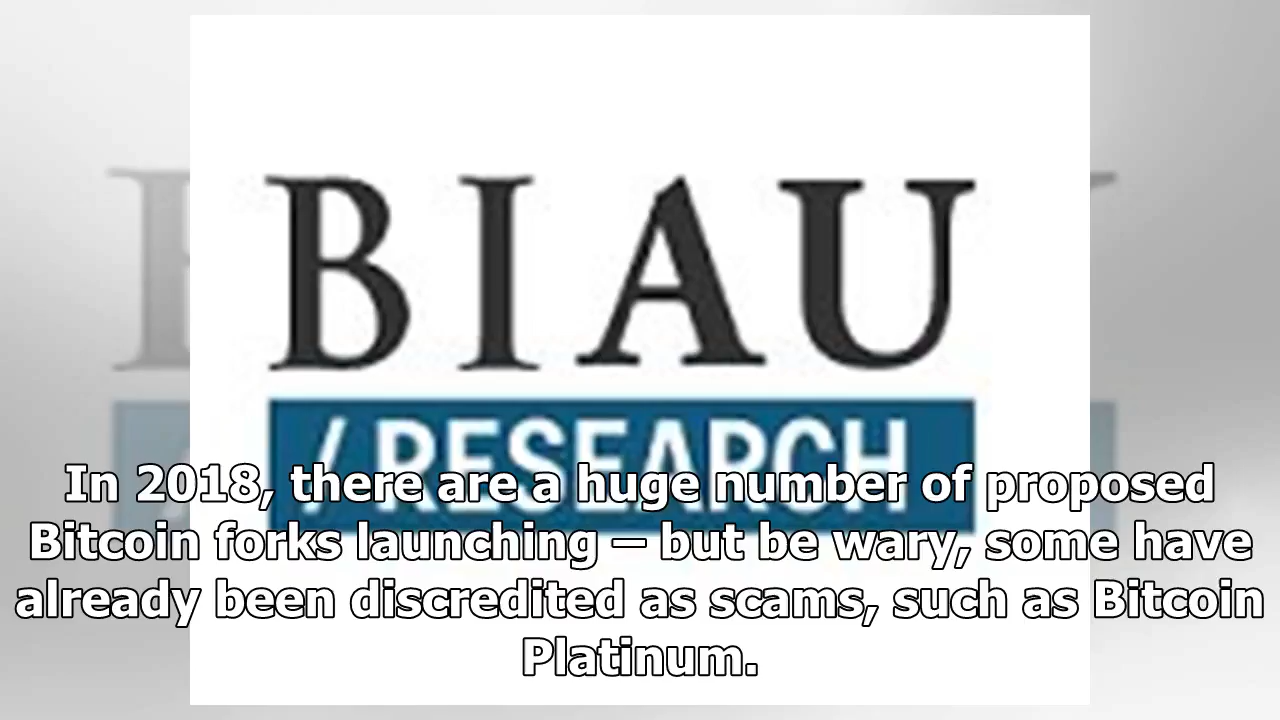 BIAU
/ RESEARCH
In 2018, there are a huge number of proposed
Bitcoin forks launching – but be wary, some have
already been discredited as scams, such as Bitcoin
Platinum.